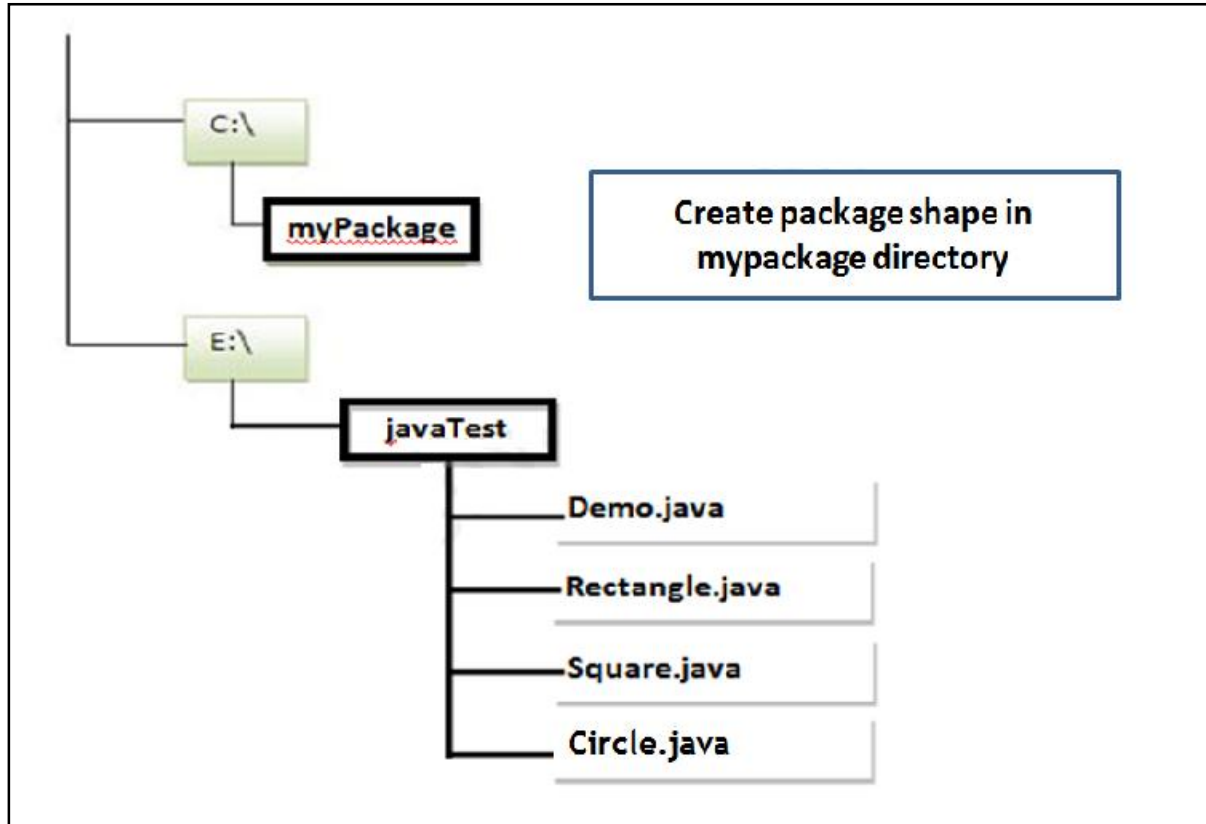 C:\
myPackage
Create package shape in
mypackage directory
E:\
javaTest
Demo.java
Rectangle.java
Square.java
Circle.java